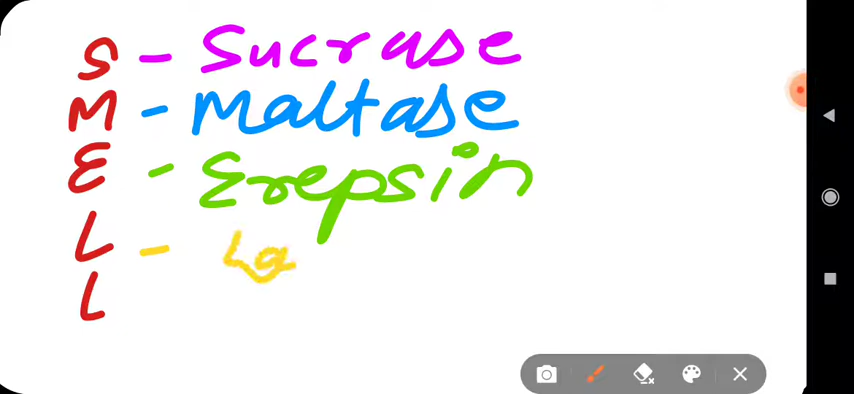 S - Sucrase
M - Maltase
E - Erepsin
L - La
L